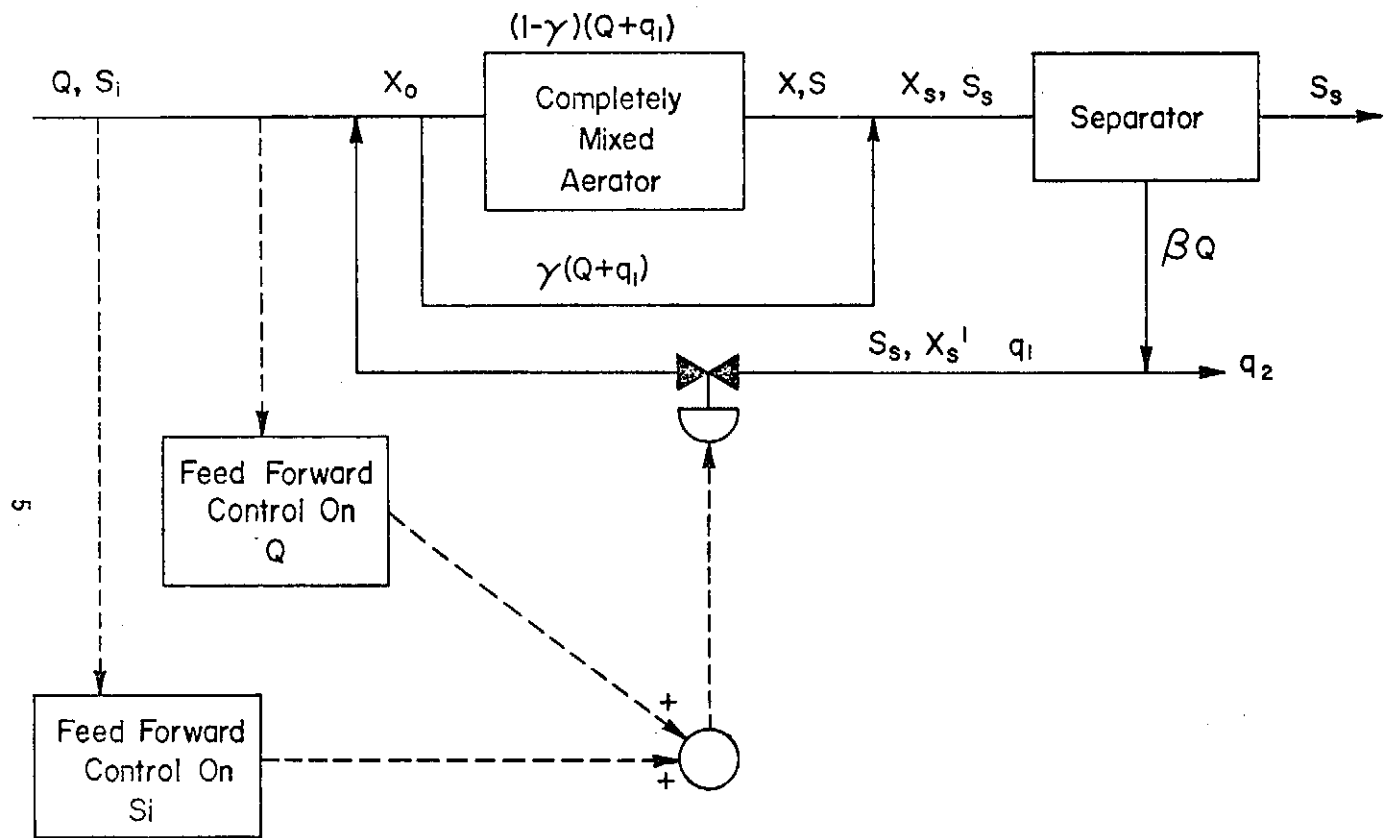 (1-γ)(Q+q₁)
Q, Sᵢ
X₀
Completely
Mixed
Aerator
X,S
Xₛ, Sₛ
Separator
Sₛ
γ(Q+q₁)
βQ
Sₛ, Xₛ' q₁
q₂
Feed Forward
Control On
Q
5
+
Feed Forward
Control On
Si
+